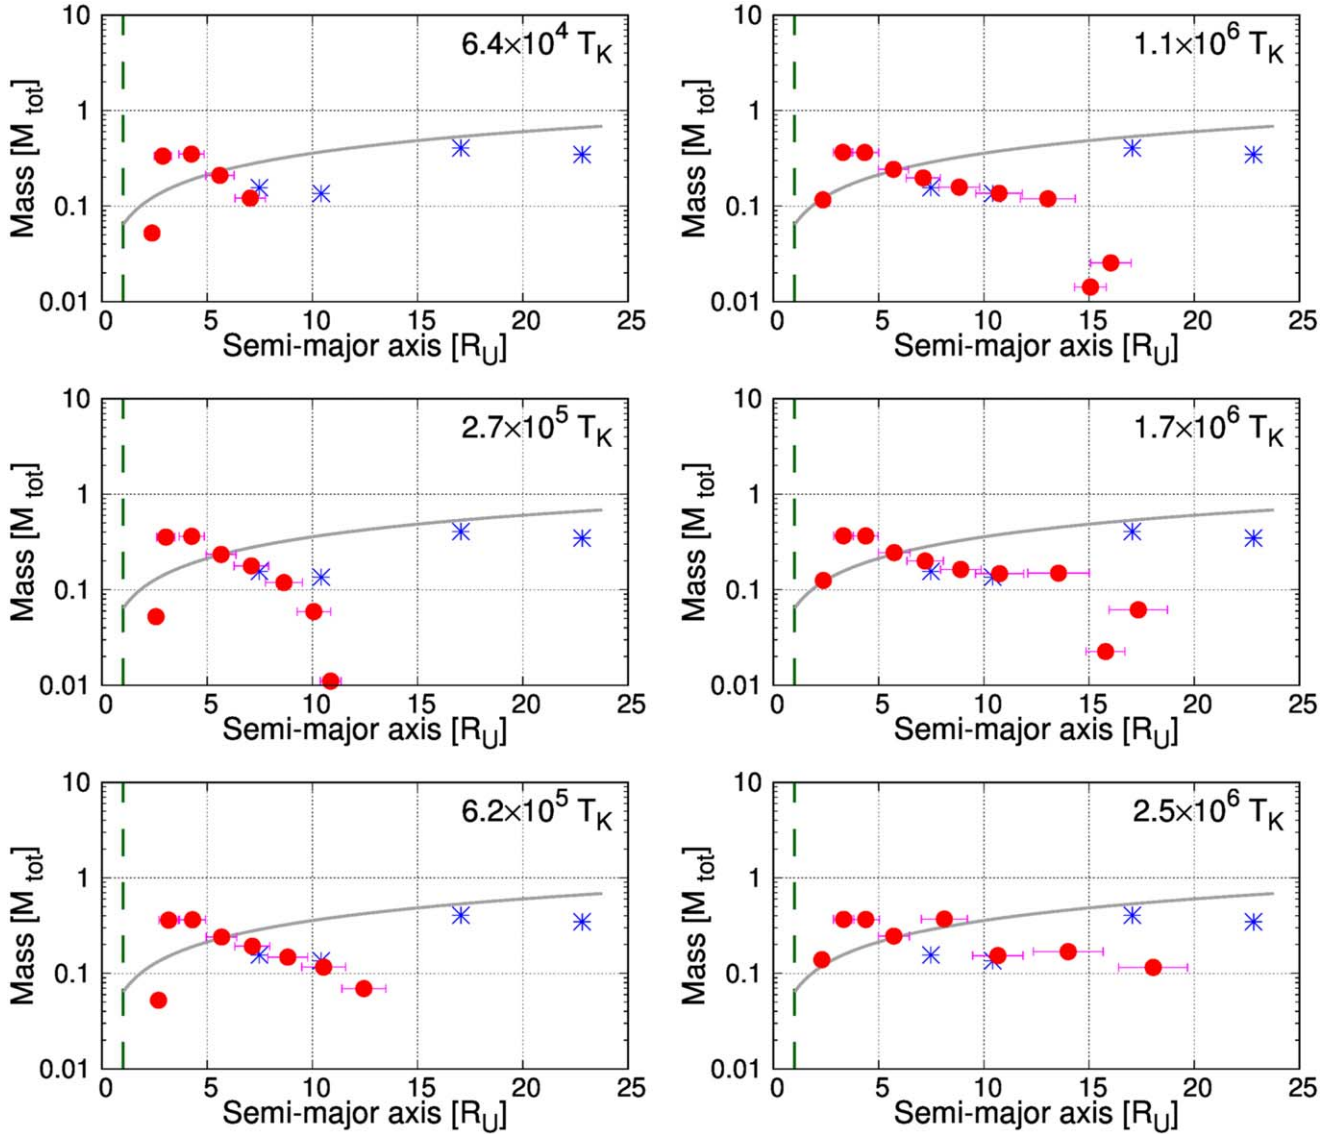 10
1
0.1
0.01
Mass [M tot]
6.4×10^4 T_K
0 5 10 15 20 25
Semi-major axis [R_U]
10
1
0.1
0.01
Mass [M tot]
1.1×10^6 T_K
0 5 10 15 20 25
Semi-major axis [R_U]
10
1
0.1
0.01
Mass [M tot]
2.7×10^5 T_K
0 5 10 15 20 25
Semi-major axis [R_U]
10
1
0.1
0.01
Mass [M tot]
1.7×10^6 T_K
0 5 10 15 20 25
Semi-major axis [R_U]
10
1
0.1
0.01
Mass [M tot]
6.2×10^5 T_K
0 5 10 15 20 25
Semi-major axis [R_U]
10
1
0.1
0.01
Mass [M tot]
2.5×10^6 T_K
0 5 10 15 20 25
Semi-major axis [R_U]